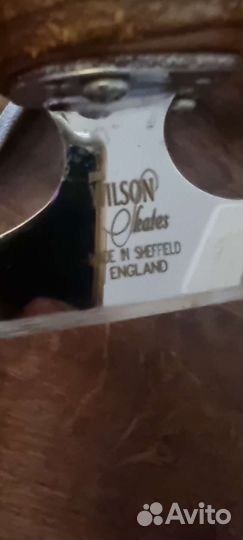 WILSON
Skates
MADE IN SHEFFIELD
ENGLAND
Avito